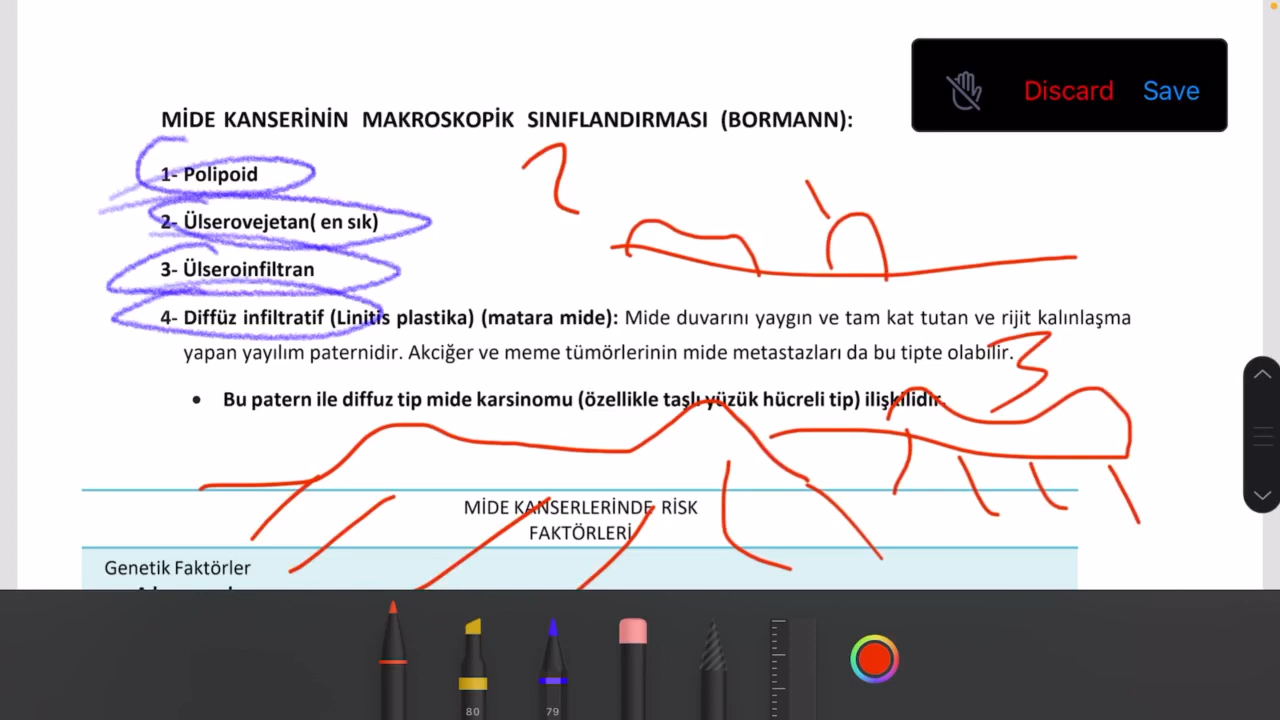 Discard Save
MİDE KANSERİNİN MAKROSKOPİK SINIFLANDIRMASI (BORMANN):
1- Polipoid
2- Ülserovejetan( en sık)
3- Ülseroinfiltran
4- Diffüz infiltratif (Linitis plastika) (matara mide): Mide duvarını yaygın ve tam kat tutan ve rijit kalınlaşma
yapan yayılım paternidir. Akciğer ve meme tümörlerinin mide metastazları da bu tipte olabilir.
• Bu patern ile diffuz tip mide karsinomu (özellikle taşlı yüzük hücreli tip) ilişkilidir.
2
1
3
MİDE KANSERLERİNDE RİSK
FAKTÖRLERİ
Genetik Faktörler
80
79